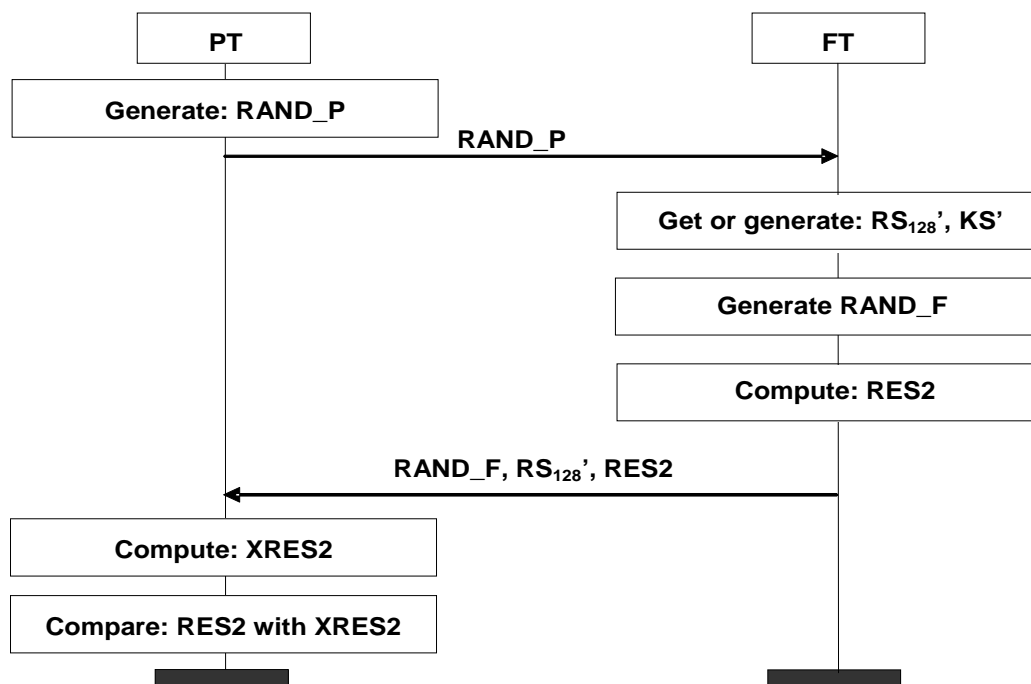 PT
FT
Generate: RAND_P
RAND_P
Get or generate: RS₁₂₈’, KS’
Generate RAND_F
Compute: RES2
RAND_F, RS₁₂₈’, RES2
Compute: XRES2
Compare: RES2 with XRES2